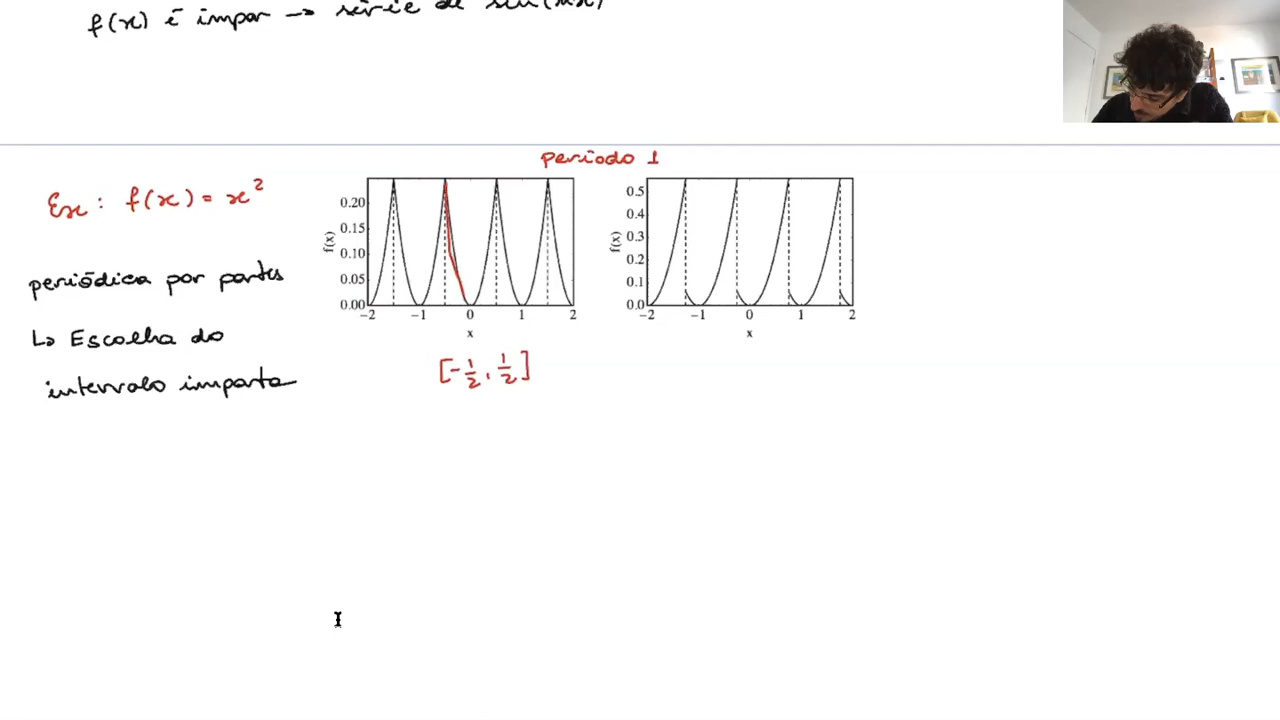 f(x) é impar → série de sen(nx)
período 1
Ex: f(x) = x²
periódica por partes
↳ Escolha do
intervalo importa
f(x)
0.20
0.15
0.10
0.05
0.00
−2 −1 0 1 2
x
[-1/2, 1/2]
f(x)
0.5
0.4
0.3
0.2
0.1
0.0
−2 −1 0 1 2
x